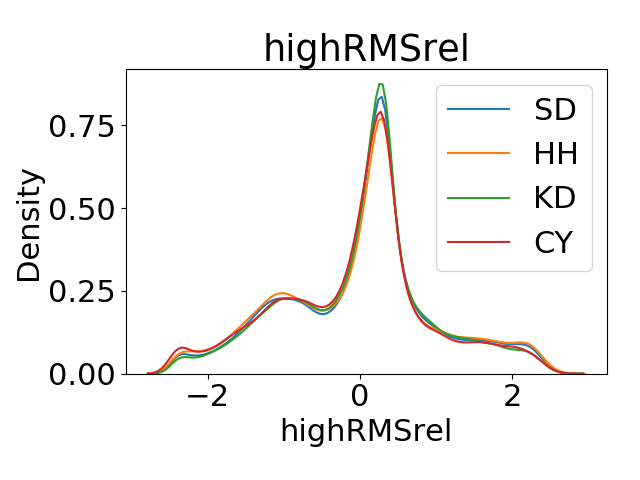 highRMSrel
Density
0.75
0.50
0.25
0.00
−2
0
2
highRMSrel
SD
HH
KD
CY